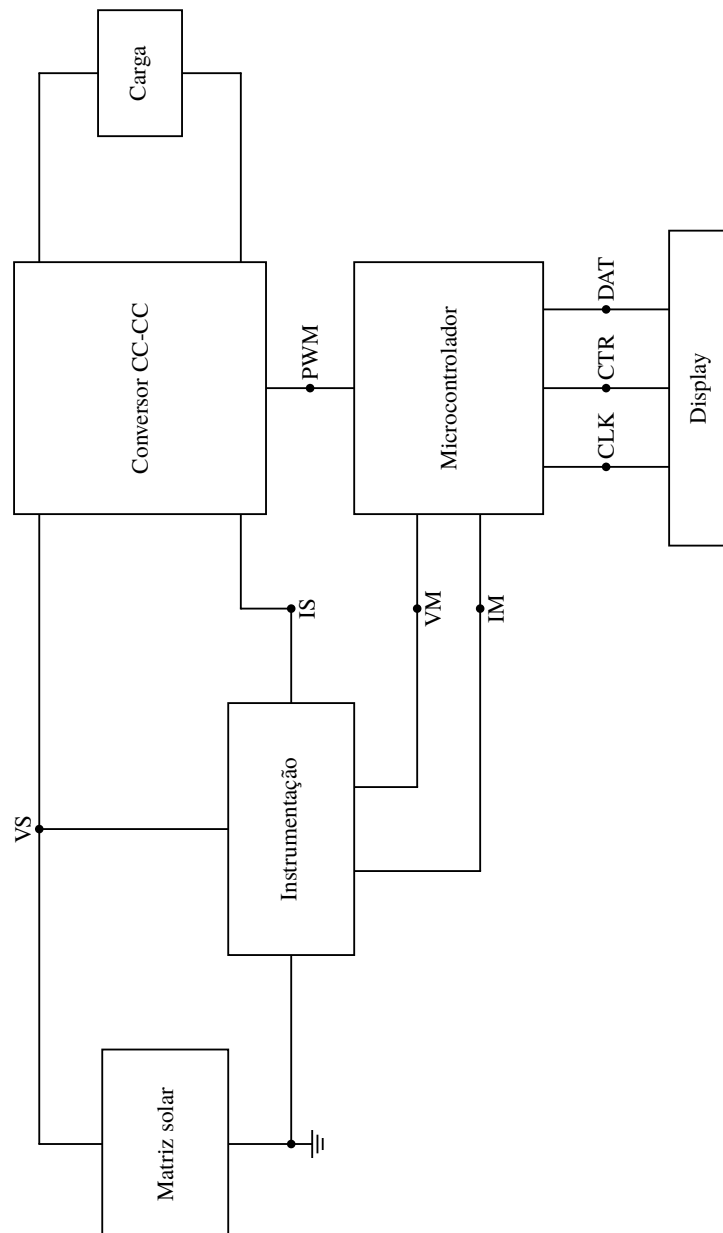 Matriz solar
VS
Instrumentação
IS
VM
IM
Conversor CC-CC
PWM
Microcontrolador
Carga
CLK
CTR
DAT
Display